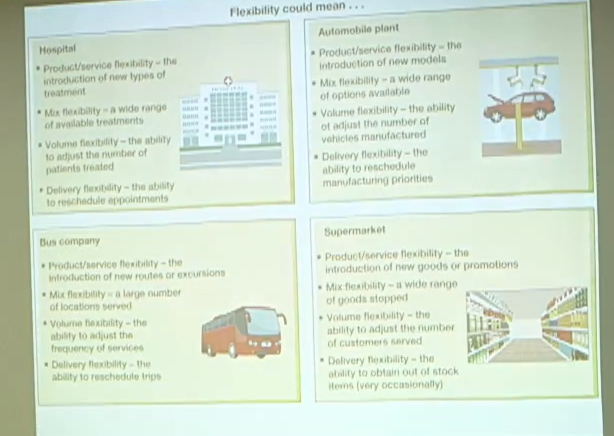 Flexibility could mean . . .
Hospital
• Product/service flexibility – the
introduction of new types of
treatment
• Mix flexibility – a wide range
of available treatments
• Volume flexibility – the ability
to adjust the number of
patients treated
• Delivery flexibility – the ability
to reschedule appointments
HOSPITAL
Automobile plant
• Product/service flexibility – the
introduction of new models
• Mix flexibility – a wide range
of options available
• Volume flexibility – the ability
ot adjust the number of
vehicles manufactured
• Delivery flexibility – the
ability to reschedule
manufacturing priorities
Bus company
• Product/service flexibility – the
introduction of new routes or excursions
• Mix flexibility – a large number
of locations served
• Volume flexibility – the
ability to adjust the
frequency of services
• Delivery flexibility – the
ability to reschedule trips
Supermarket
• Product/service flexibility – the
introduction of new goods or promotions
• Mix flexibility – a wide range
of goods stopped
• Volume flexibility – the
ability to adjust the number
of customers served
• Delivery flexibility – the
ability to obtain out of stock
items (very occasionally)